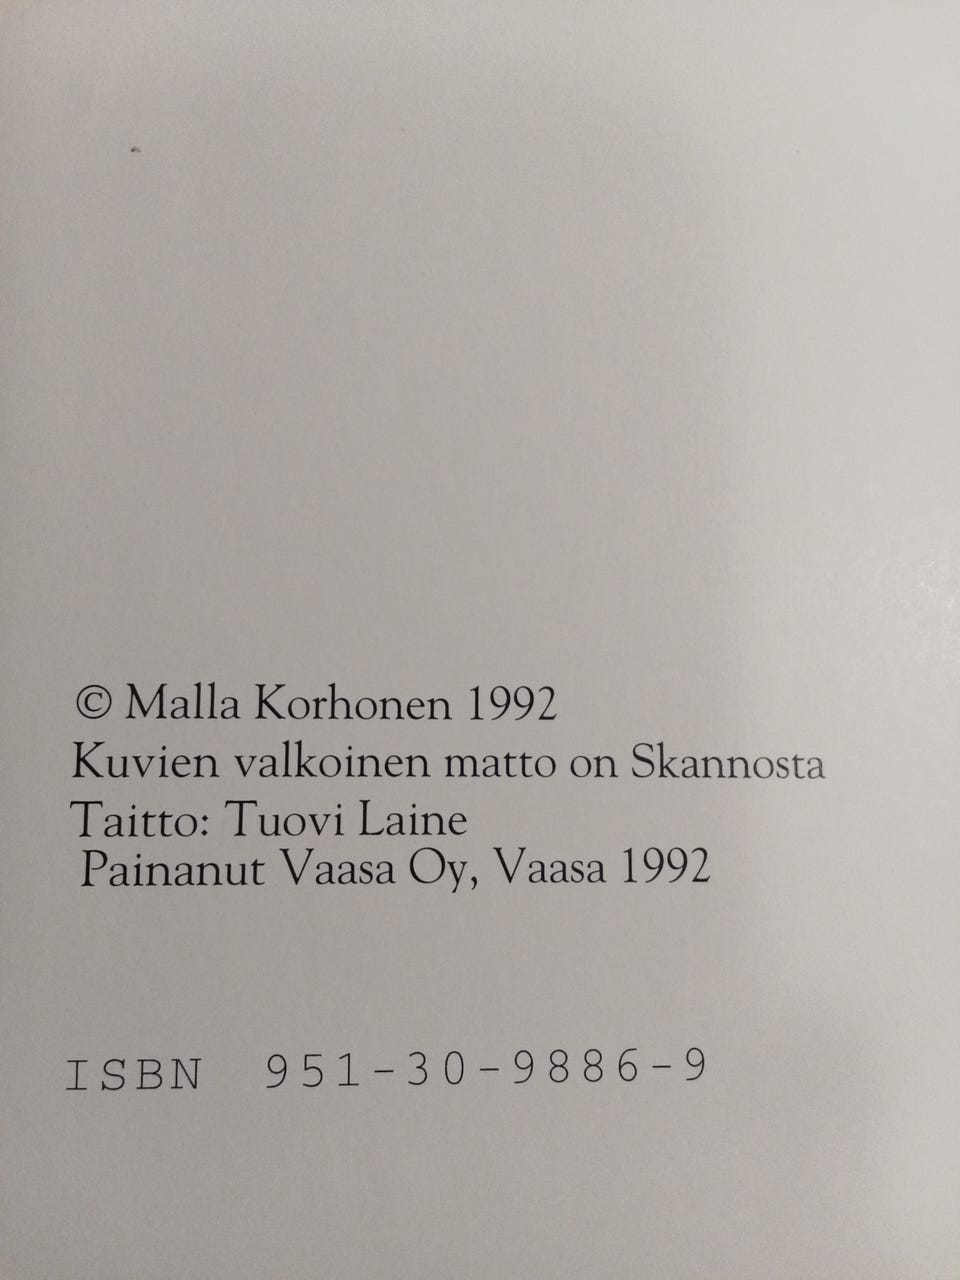 © Malla Korhonen 1992
Kuvien valkoinen matto on Skannosta
Taitto: Tuovi Laine
Painanut Vaasa Oy, Vaasa 1992
ISBN 951-30-9886-9